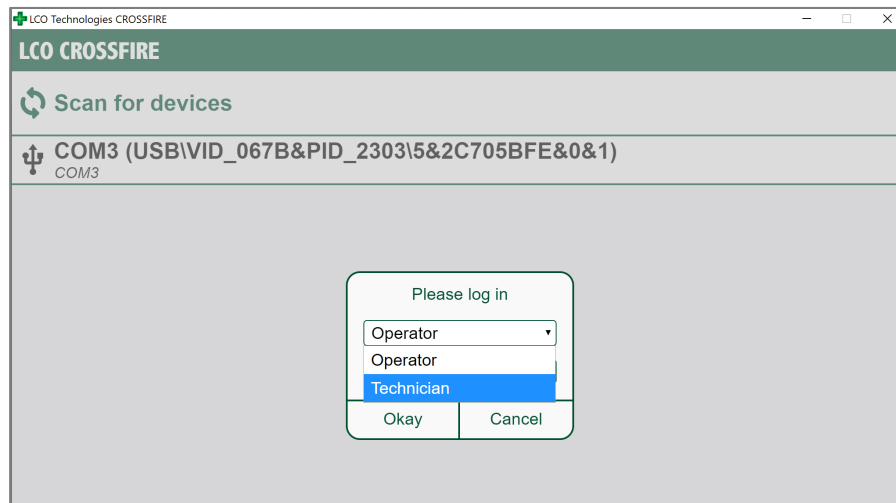 LCO Technologies CROSSFIRE
LCO CROSSFIRE
Scan for devices
COM3 (USB\VID_067B&PID_2303\5&2C705BFE&0&1)
COM3
Please log in
Operator
Operator
Technician
Okay
Cancel